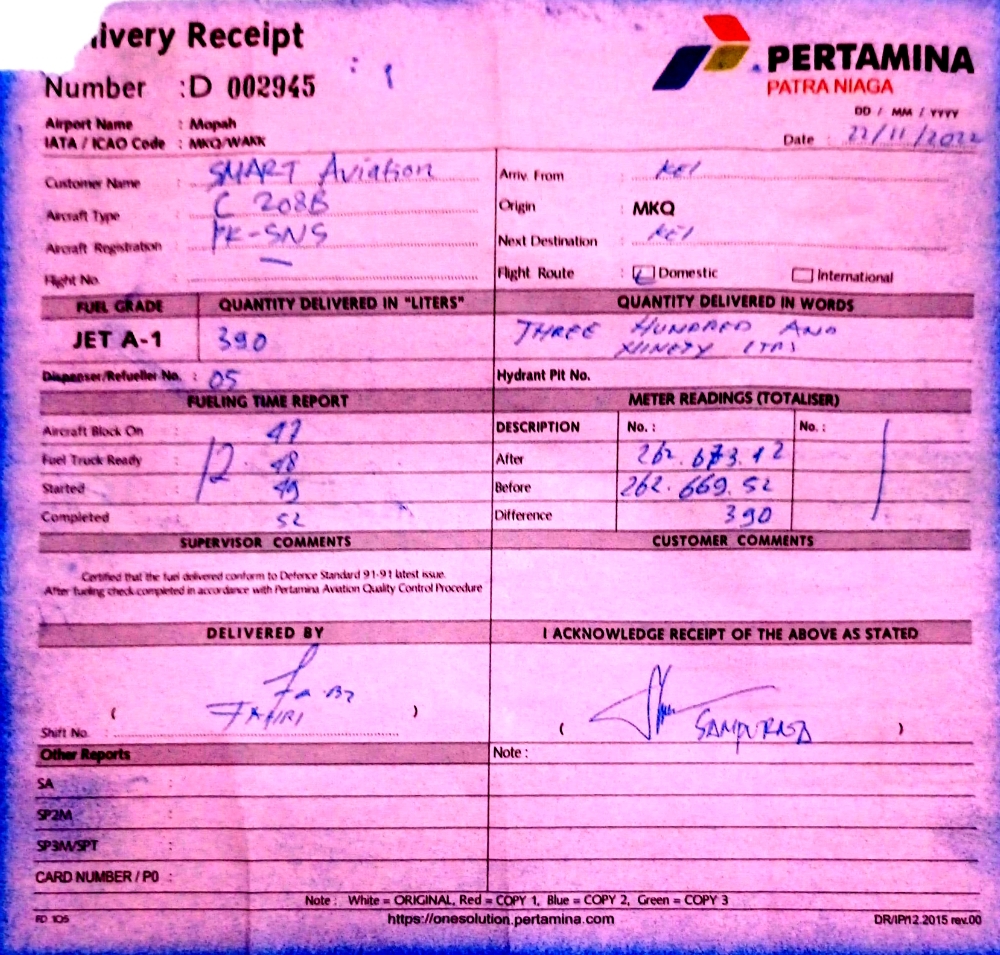 ivery Receipt
PERTAMINA
PATRA NIAGA
Number : D 002945
DD / MM / YYYY
Date : 22/11/2022
Airport Name : Mopah
IATA / ICAO Code : MKQ/WAKK
Customer Name : SMART Aviation
Arriv. From : KEI
Aircraft Type : C 208B
Origin : MKQ
Aircraft Registration : PK-SNS
Next Destination : KEI
Flight No. : —
Flight Route : Domestic International
FUEL GRADE QUANTITY DELIVERED IN "LITERS" QUANTITY DELIVERED IN WORDS
JET A-1 390 THREE HUNDRED AND
NINETY LTRS
Dispenser/Refueller No. : 05 Hydrant Pit No.
FUELING TIME REPORT METER READINGS (TOTALISER)
Aircraft Block On : 47 DESCRIPTION No. : No. :
Fuel Truck Ready : 12 48 After 262.673.42
Started : 49 Before 262.669.52
Completed : 52 Difference 390
SUPERVISOR COMMENTS CUSTOMER COMMENTS
Certified that the fuel delivered conform to Defence Standard 91-91 latest issue.
After fueling check completed in accordance with Pertamina Aviation Quality Control Procedure
DELIVERED BY I ACKNOWLEDGE RECEIPT OF THE ABOVE AS STATED
( FAHRI ) ( )
Shift No. :
Other Reports Note :
SA :
SP2M :
SP3M/SPT :
CARD NUMBER / P0 :
Note : White = ORIGINAL, Red = COPY 1, Blue = COPY 2, Green = COPY 3
FD 105 https://onesolution.pertamina.com DR/IP/12.2015 rev.00